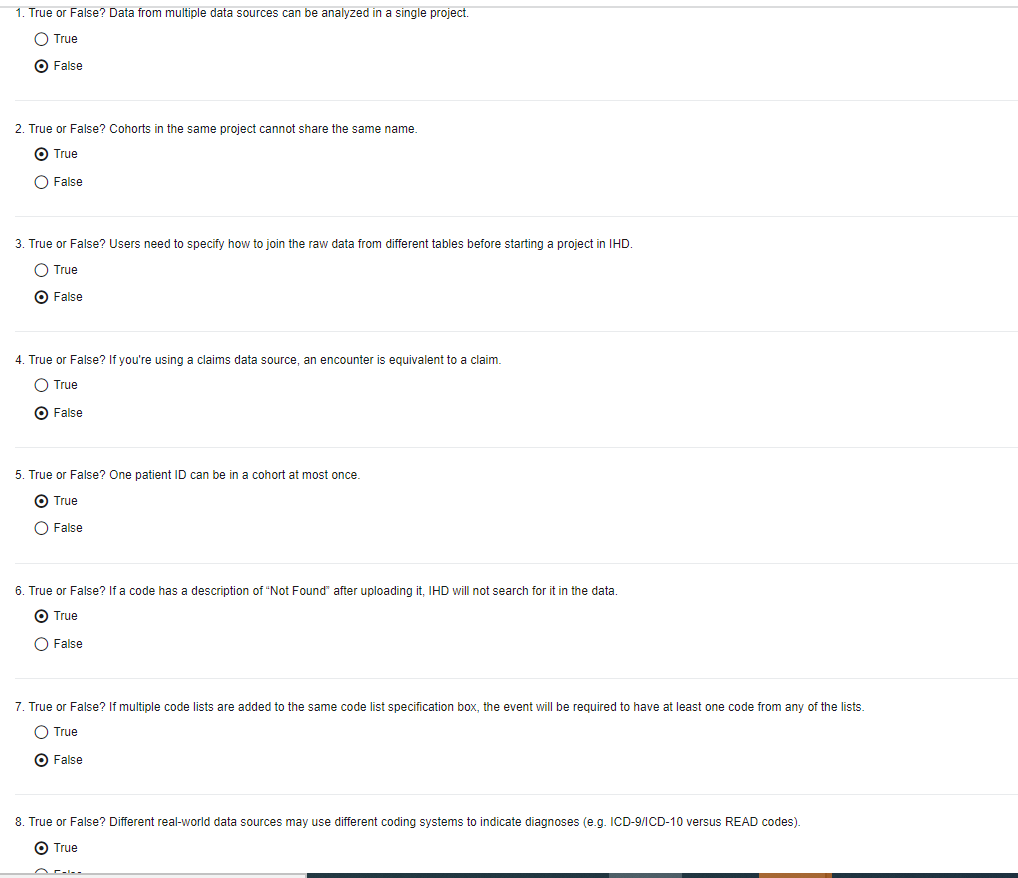 1. True or False? Data from multiple data sources can be analyzed in a single project.
True
False
2. True or False? Cohorts in the same project cannot share the same name.
True
False
3. True or False? Users need to specify how to join the raw data from different tables before starting a project in IHD.
True
False
4. True or False? If you're using a claims data source, an encounter is equivalent to a claim.
True
False
5. True or False? One patient ID can be in a cohort at most once.
True
False
6. True or False? If a code has a description of “Not Found” after uploading it, IHD will not search for it in the data.
True
False
7. True or False? If multiple code lists are added to the same code list specification box, the event will be required to have at least one code from any of the lists.
True
False
8. True or False? Different real-world data sources may use different coding systems to indicate diagnoses (e.g. ICD-9/ICD-10 versus READ codes).
True